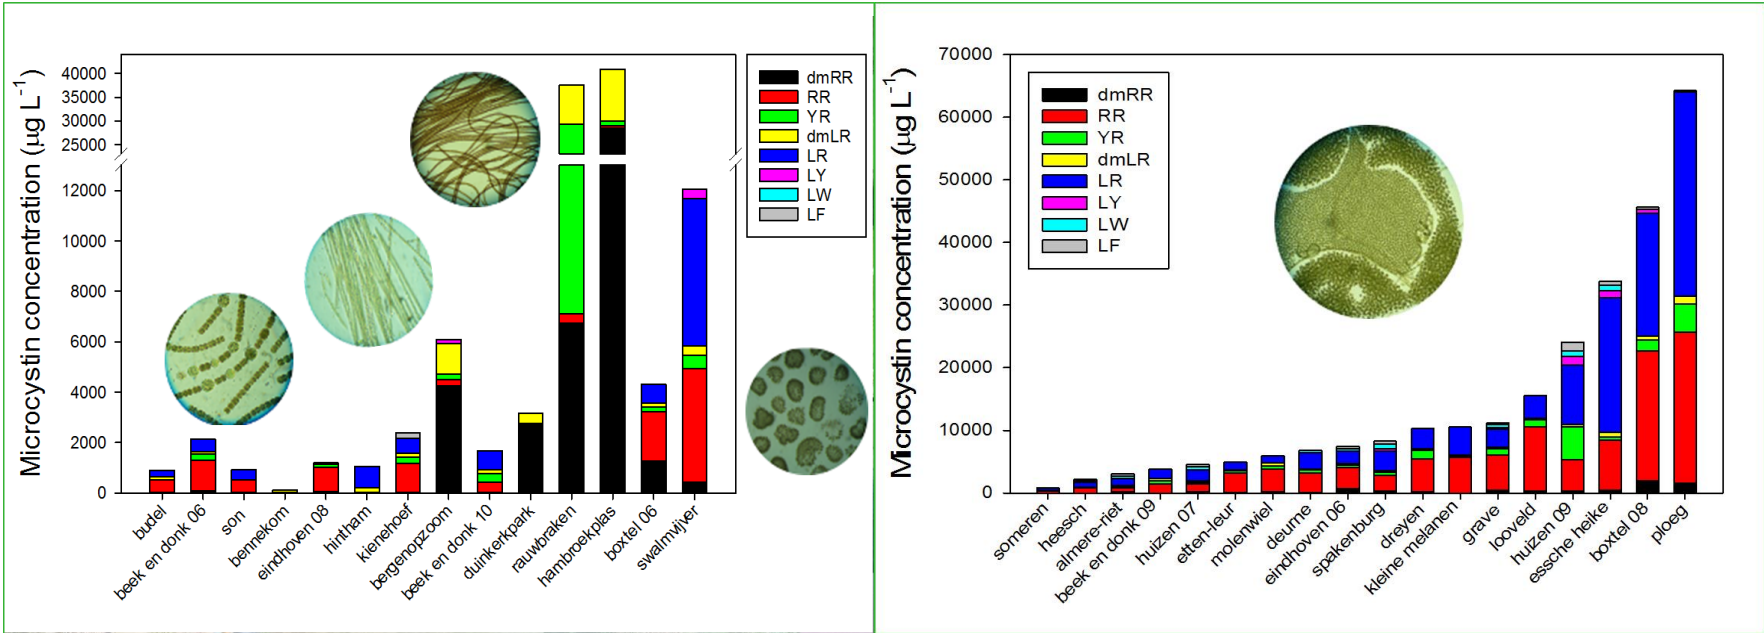 Microcystin concentration (µg L⁻¹)
40000
35000
30000
25000
12000
10000
8000
6000
4000
2000
0
budel
beek en donk 06
son
bennekom
eindhoven 08
hintham
kienehoef
bergenopzoom
beek en donk 10
duinkerkpark
rauwbraken
hambroekplas
boxtel 06
swalmvijver
dmRR
RR
YR
dmLR
LR
LY
LW
LF
Microcystin concentration (µg L⁻¹)
70000
60000
50000
40000
30000
20000
10000
0
dmRR
RR
YR
dmLR
LR
LY
LW
LF
someren
heesch
almere-riet
beek en donk 09
huizen 07
etten-leur
molenwiel
deurne
eindhoven 06
spakenburg
dreyen
kleine melanen
grave
looveld
huizen 09
essche heike
boxtel 08
ploeg